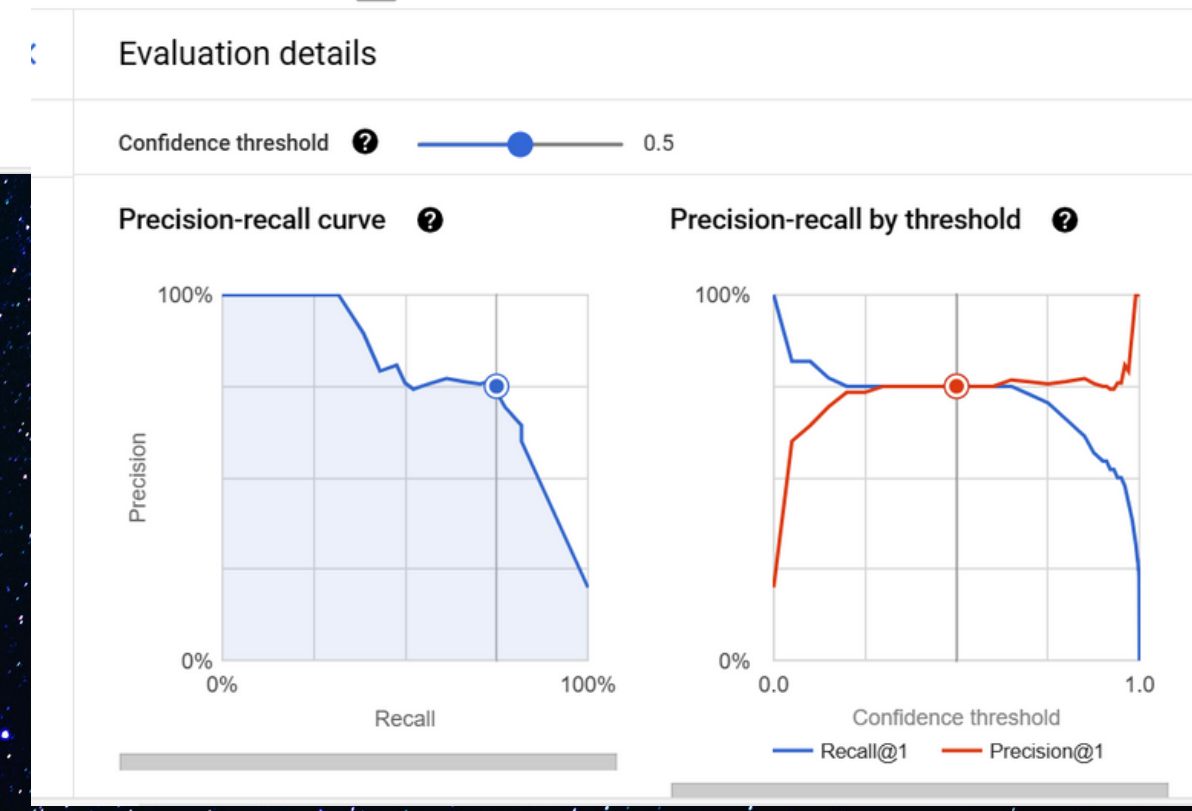 Evaluation details
Confidence threshold ? 0.5
Precision-recall curve ?
Precision-recall by threshold ?
100%
Precision
0%
0% 100%
Recall
100%
0%
0.0 1.0
Confidence threshold
Recall@1 Precision@1